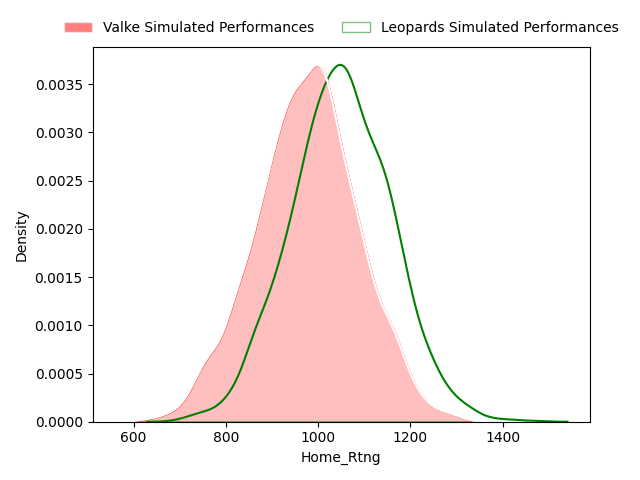 Valke Simulated Performances
Leopards Simulated Performances
0.0035
0.0030
0.0025
0.0020
0.0015
0.0010
0.0005
0.0000
Density
600 800 1000 1200 1400
Home_Rtng